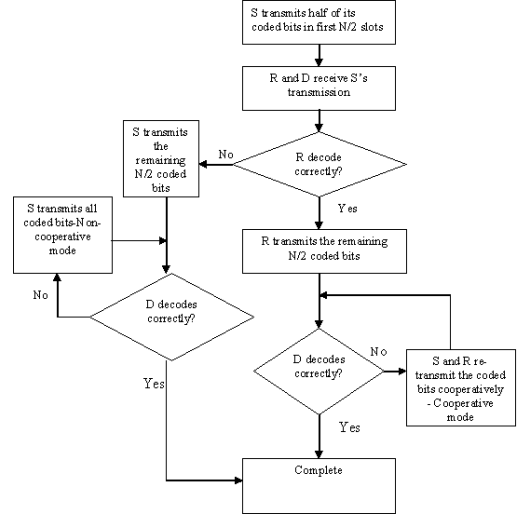 S transmits half of its
coded bits in first N/2 slots
R and D receive S's
transmission
S transmits
the
remaining
N/2 coded
bits
No
R decode
correctly?
Yes
S transmits all
coded bits-Non-
cooperative
mode
R transmits the remaining
N/2 coded bits
No
D decodes
correctly?
D decodes
correctly?
No
S and R re-
transmit the coded
bits cooperatively
- Cooperative
mode
Yes
Yes
Complete